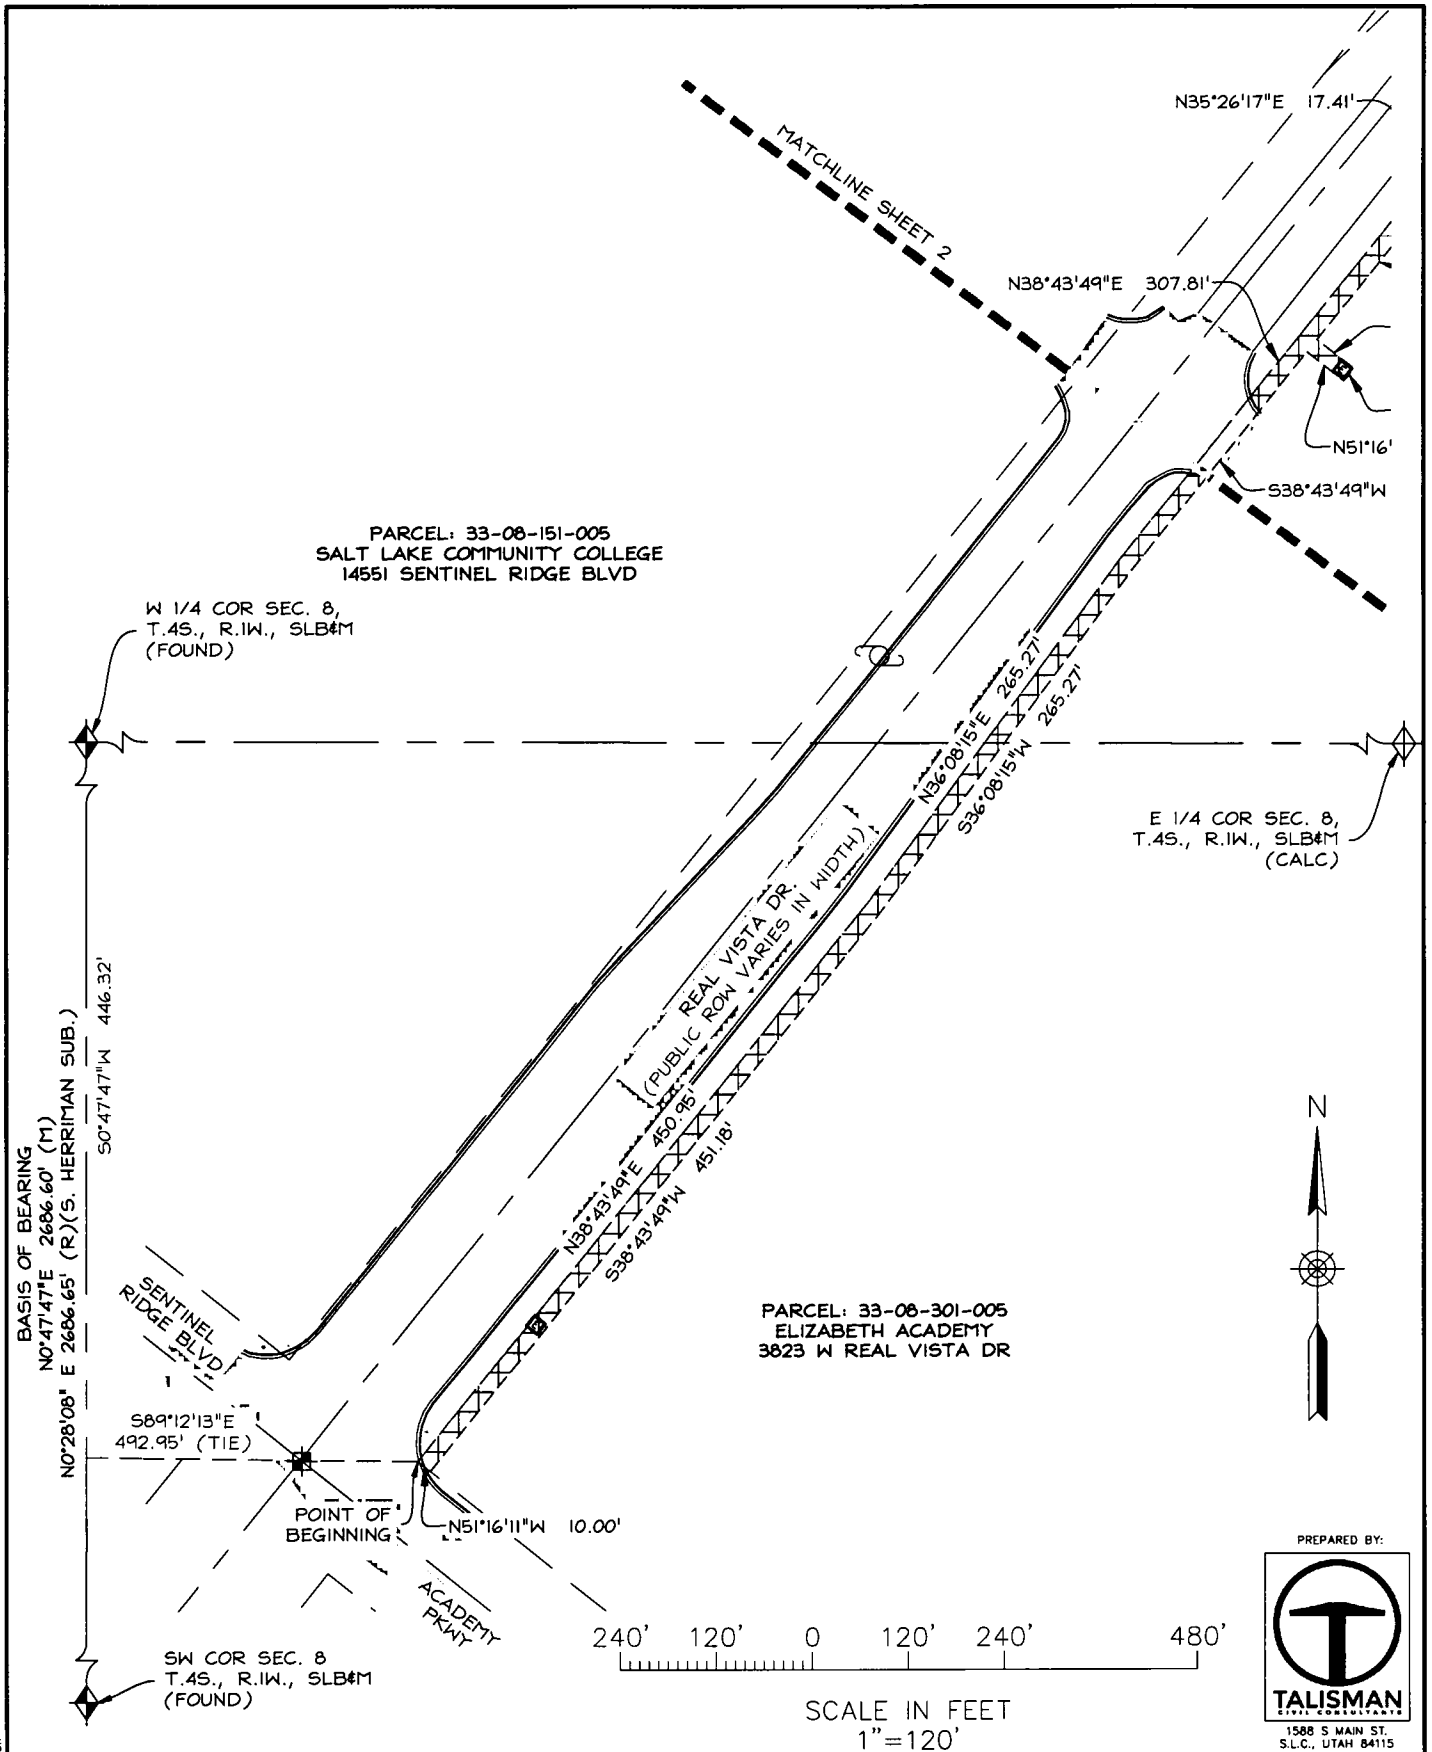 N35°26'17"E 17.41'
MATCHLINE SHEET 2
N38°43'49"E 307.81'
N51°16'
S38°43'49"W
PARCEL: 33-08-151-005
SALT LAKE COMMUNITY COLLEGE
14551 SENTINEL RIDGE BLVD
W 1/4 COR SEC. 8,
T.4S., R.1W., SLB&M
(FOUND)
N36°08'15"E 265.27'
S36°08'15"W 265.27'
E 1/4 COR SEC. 8,
T.4S., R.1W., SLB&M
(CALC)
REAL VISTA DR.
(PUBLIC ROW VARIES IN WIDTH)
BASIS OF BEARING
N0°47'47"E 2686.60' (M)
N0°28'08" E 2686.65' (R)(S. HERRIMAN SUB.)
S0°47'47"W 446.32'
N38°43'49"E 450.95'
S38°43'49"W 451.18'
N
SENTINEL
RIDGE BLVD
PARCEL: 33-08-301-005
ELIZABETH ACADEMY
3823 W REAL VISTA DR
S89°12'13"E
492.95' (TIE)
POINT OF
BEGINNING
N51°16'11"W 10.00'
ACADEMY
PKWY
SW COR SEC. 8
T.4S., R.1W., SLB&M
(FOUND)
240' 120' 0 120' 240' 480'
SCALE IN FEET
1"=120'
PREPARED BY:
TALISMAN
CIVIL CONSULTANTS
1588 S MAIN ST.
S.L.C., UTAH 84115